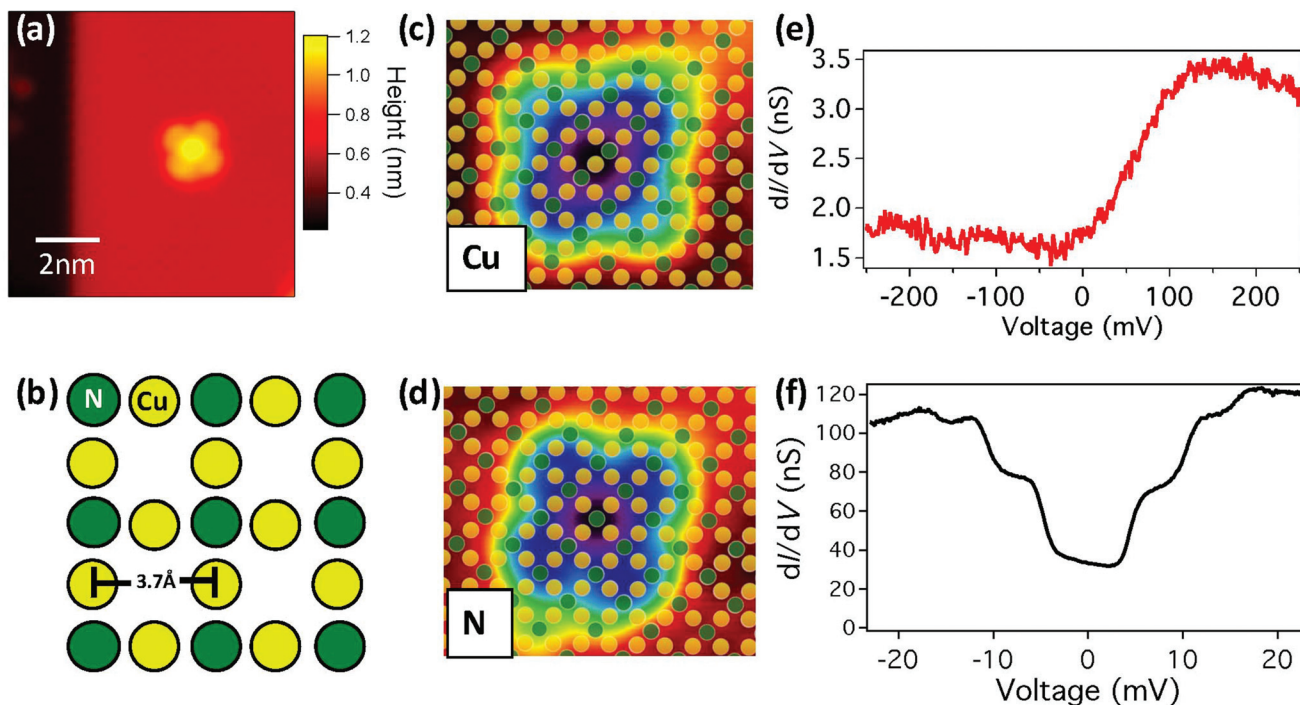 (a)
1.2
1.0
0.8
0.6
0.4
Height (nm)
2nm
(b)
N
Cu
3.7Å
(c)
Cu
(d)
N
(e)
3.5
3.0
2.5
2.0
1.5
dI/dV (nS)
-200 -100 0 100 200
Voltage (mV)
(f)
120
100
80
60
40
20
0
dI/dV (nS)
-20 -10 0 10 20
Voltage (mV)